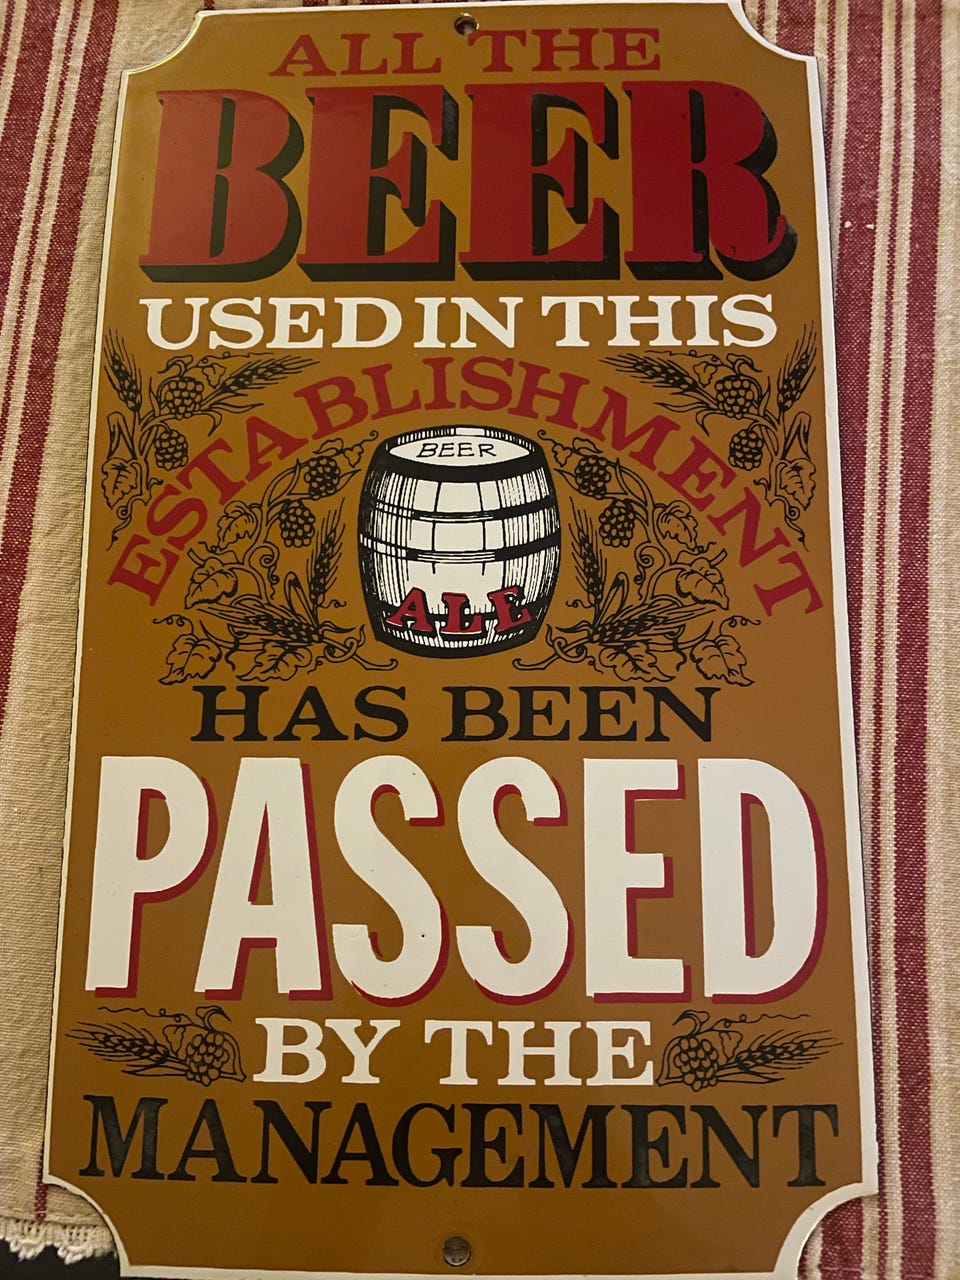 ALL THE
BEER
USED IN THIS
ESTABLISHMENT
BEER
ALE
HAS BEEN
PASSED
BY THE
MANAGEMENT